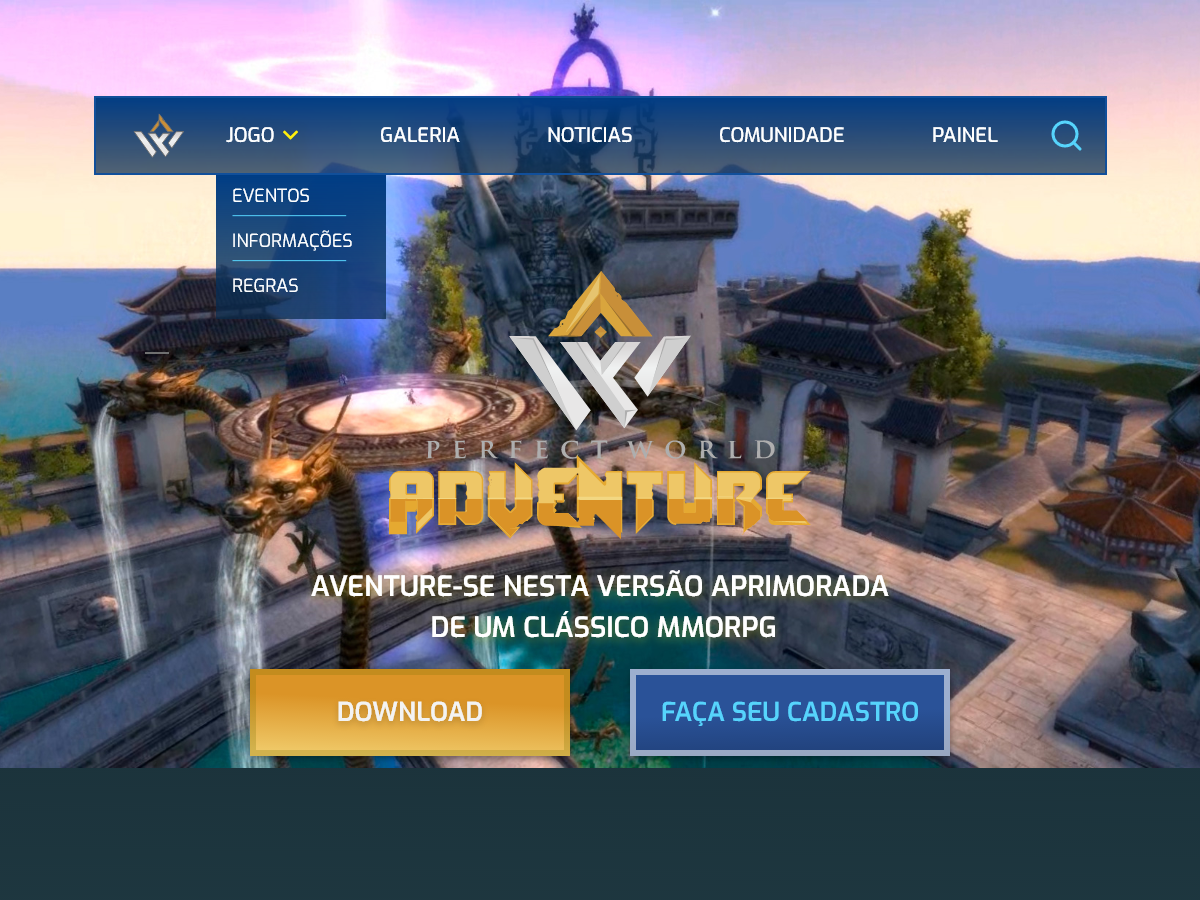 JOGO GALERIA NOTICIAS COMUNIDADE PAINEL
EVENTOS
INFORMAÇÕES
REGRAS
PERFECT WORLD
ADVENTURE
AVENTURE-SE NESTA VERSÃO APRIMORADA
DE UM CLÁSSICO MMORPG
DOWNLOAD FAÇA SEU CADASTRO